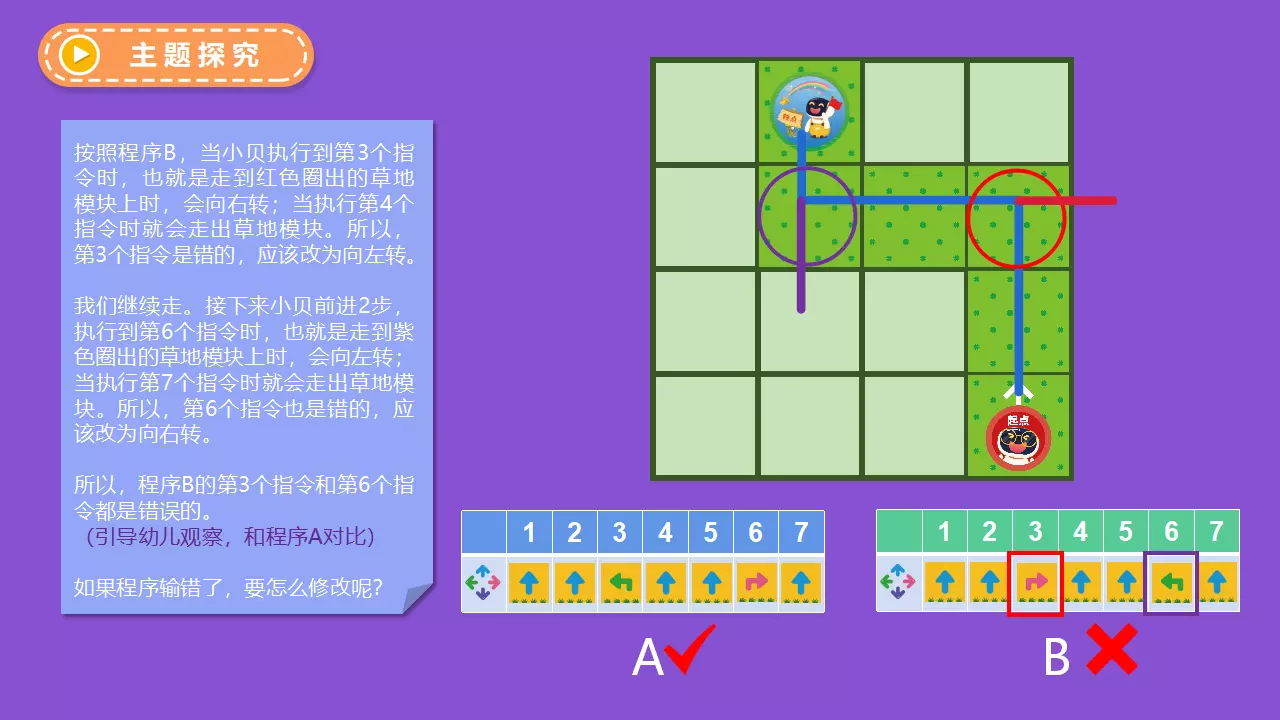 主题探究
按照程序B，当小贝执行到第3个指
令时，也就是走到红色圈出的草地
模块上时，会向右转；当执行第4个
指令时就会走出草地模块。所以，
第3个指令是错的，应该改为向左转。
我们继续走。接下来小贝前进2步，
执行到第6个指令时，也就是走到紫
色圈出的草地模块上时，会向左转；
当执行第7个指令时就会走出草地模
块。所以，第6个指令也是错的，应
该改为向右转。
所以，程序B的第3个指令和第6个指
令都是错误的。
（引导幼儿观察，和程序A对比）
如果程序输错了，要怎么修改呢？
起点
1 2 3 4 5 6 7
A
1 2 3 4 5 6 7
B